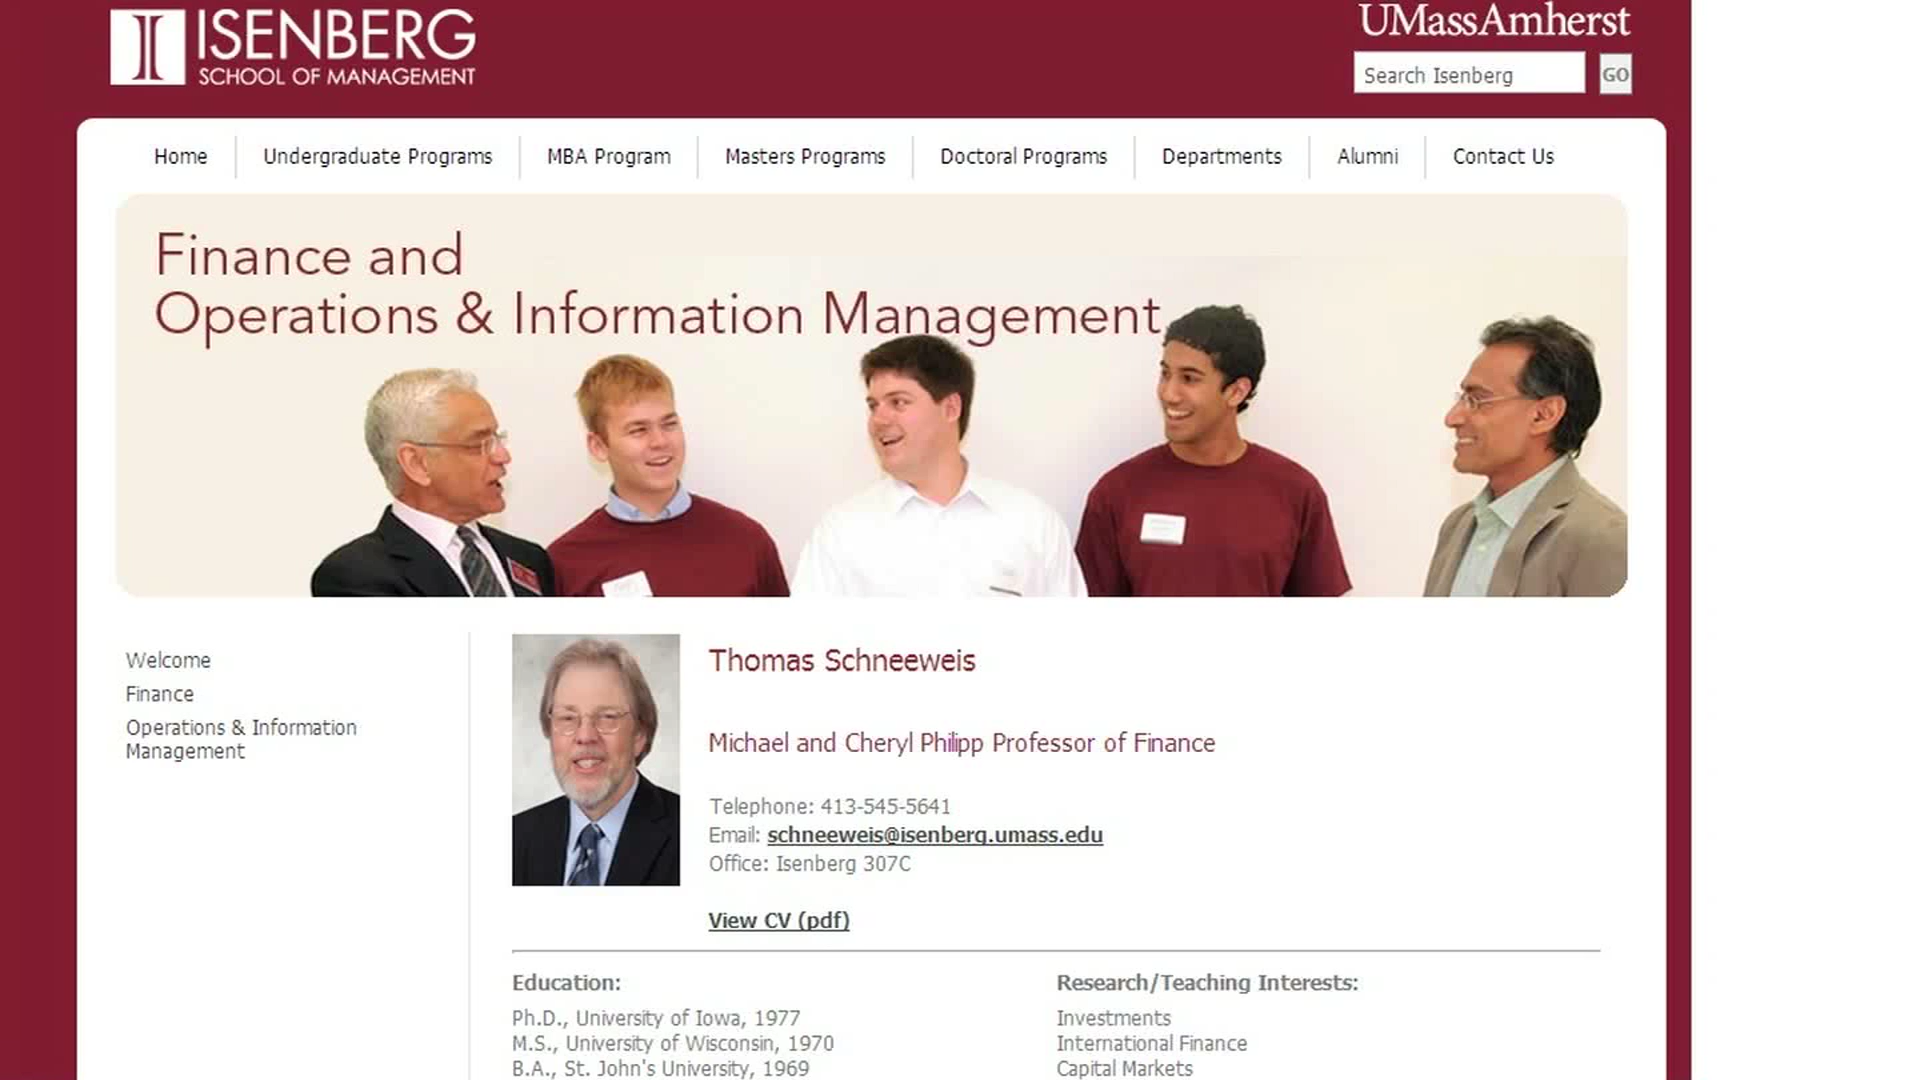 ISENBERG
SCHOOL OF MANAGEMENT
UMassAmherst
Search Isenberg
GO
Home
Undergraduate Programs
MBA Program
Masters Programs
Doctoral Programs
Departments
Alumni
Contact Us
Finance and
Operations & Information Management
Welcome
Finance
Operations & Information
Management
Thomas Schneeweis
Michael and Cheryl Philipp Professor of Finance
Telephone: 413-545-5641
Email: schneeweis@isenberg.umass.edu
Office: Isenberg 307C
View CV (pdf)
Education:
Ph.D., University of Iowa, 1977
M.S., University of Wisconsin, 1970
B.A., St. John's University, 1969
Research/Teaching Interests:
Investments
International Finance
Capital Markets